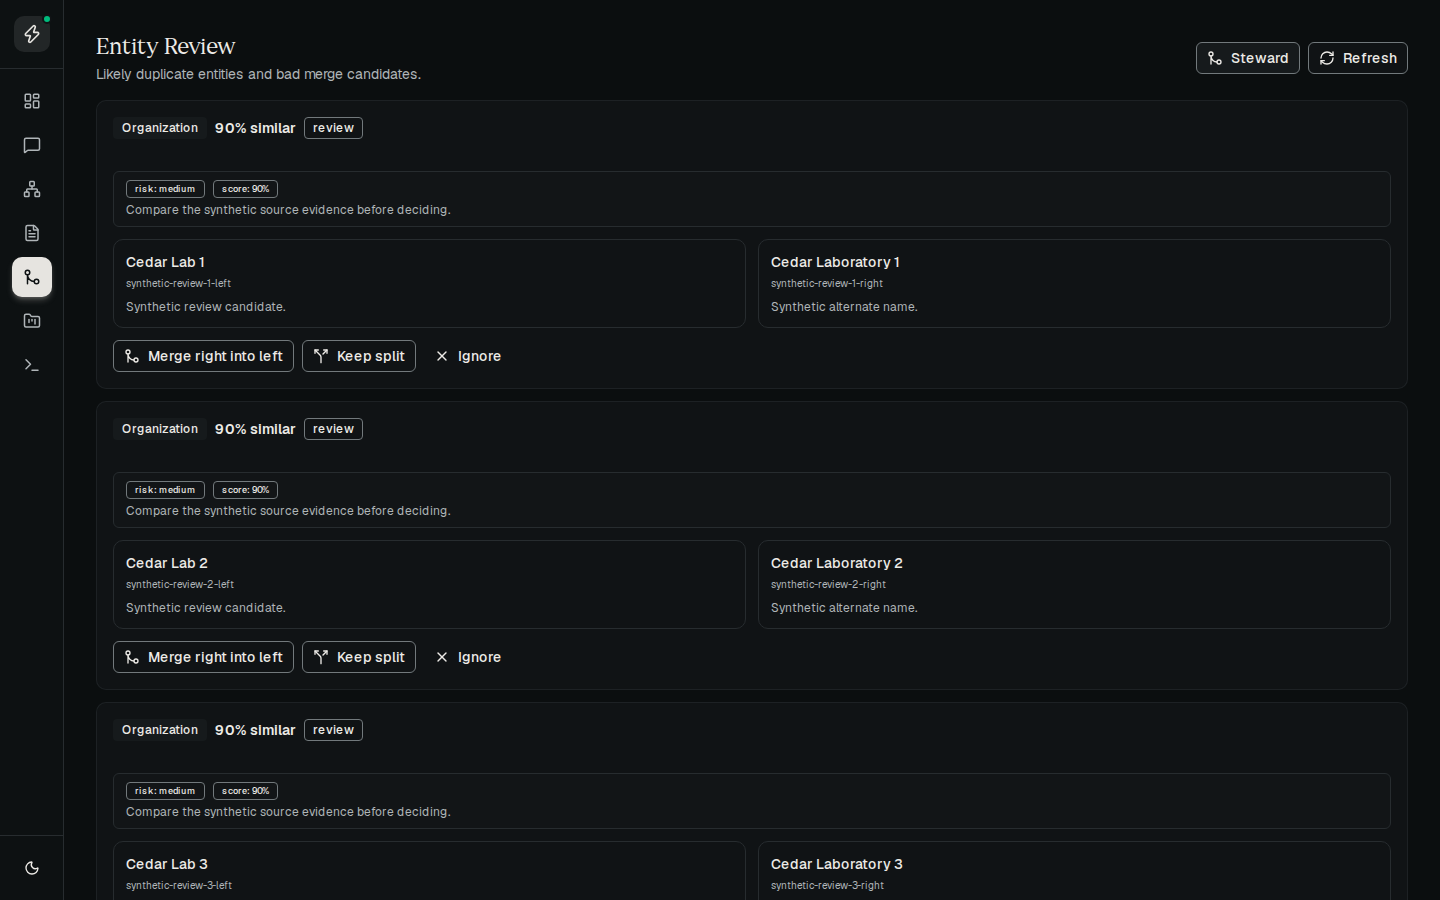 Entity Review
Likely duplicate entities and bad merge candidates.
Steward
Refresh
Organization 90% similar review
risk: medium score: 90%
Compare the synthetic source evidence before deciding.
Cedar Lab 1
synthetic-review-1-left
Synthetic review candidate.
Cedar Laboratory 1
synthetic-review-1-right
Synthetic alternate name.
Merge right into left Keep split Ignore
Organization 90% similar review
risk: medium score: 90%
Compare the synthetic source evidence before deciding.
Cedar Lab 2
synthetic-review-2-left
Synthetic review candidate.
Cedar Laboratory 2
synthetic-review-2-right
Synthetic alternate name.
Merge right into left Keep split Ignore
Organization 90% similar review
risk: medium score: 90%
Compare the synthetic source evidence before deciding.
Cedar Lab 3
synthetic-review-3-left
Cedar Laboratory 3
synthetic-review-3-right